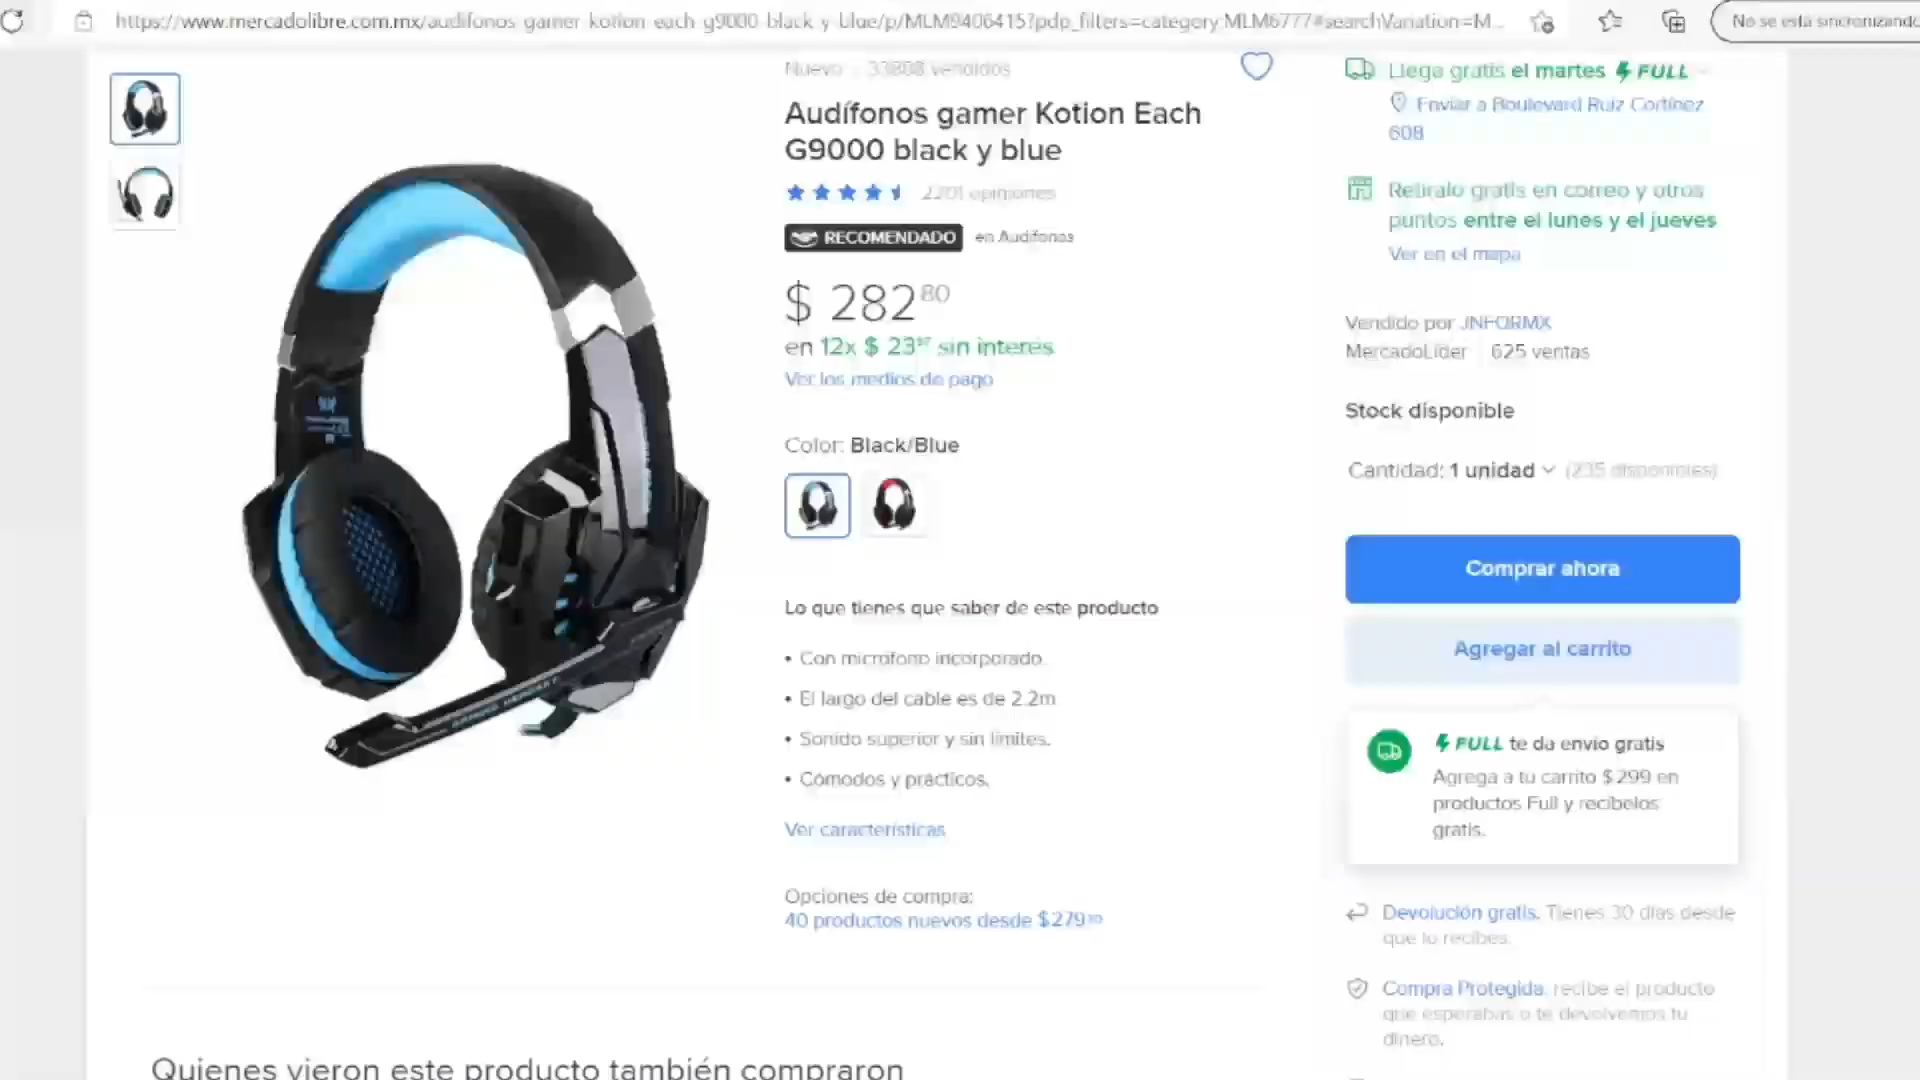 https://www.mercadolibre.com.mx/audifonos-gamer-kotion-each-g9000-black-y-blue/p/MLM9406415?pdp_filters=category:MLM6777#searchVariation=M...
No se está sincronizando
Nuevo 33808 vendidos
Audífonos gamer Kotion Each
G9000 black y blue
2201 opiniones
RECOMENDADO en Audífonos
$ 282 80
en 12x $ 23 57 sin interés
Ver los medios de pago
Color: Black/Blue
Lo que tienes que saber de este producto
• Con micrófono incorporado.
• El largo del cable es de 2.2m
• Sonido superior y sin límites.
• Cómodos y prácticos.
Ver características
Opciones de compra:
40 productos nuevos desde $279
Llega gratis el martes FULL
Enviar a Boulevard Ruiz Cortinez
608
Retíralo gratis en correo y otros
puntos entre el lunes y el jueves
Ver en el mapa
Vendido por JNFORMX
MercadoLíder 625 ventas
Stock disponible
Cantidad: 1 unidad (235 disponibles)
Comprar ahora
Agregar al carrito
FULL te da envío gratis
Agrega a tu carrito $299 en
productos Full y recíbelos
gratis.
Devolución gratis. Tienes 30 días desde
que lo recibes.
Compra Protegida, recibe el producto
que esperabas o te devolvemos tu
dinero.
Quienes vieron este producto también compraron